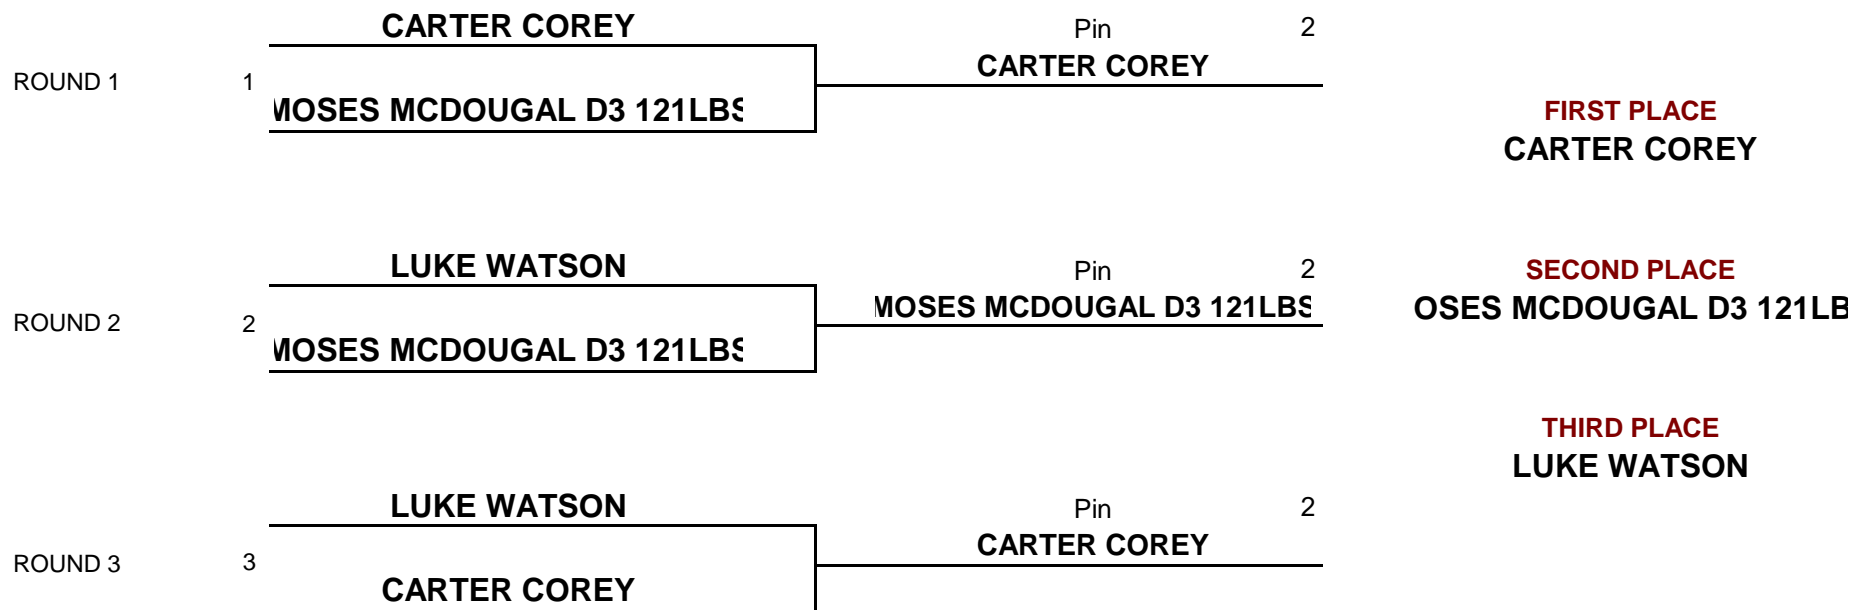 CARTER COREY
Pin 2
CARTER COREY
ROUND 1 1
MOSES MCDOUGAL D3 121LBS
FIRST PLACE
CARTER COREY
LUKE WATSON
Pin 2
SECOND PLACE
MOSES MCDOUGAL D3 121LBS
OSES MCDOUGAL D3 121LB
ROUND 2 2
MOSES MCDOUGAL D3 121LBS
THIRD PLACE
LUKE WATSON
LUKE WATSON
Pin 2
CARTER COREY
ROUND 3 3
CARTER COREY